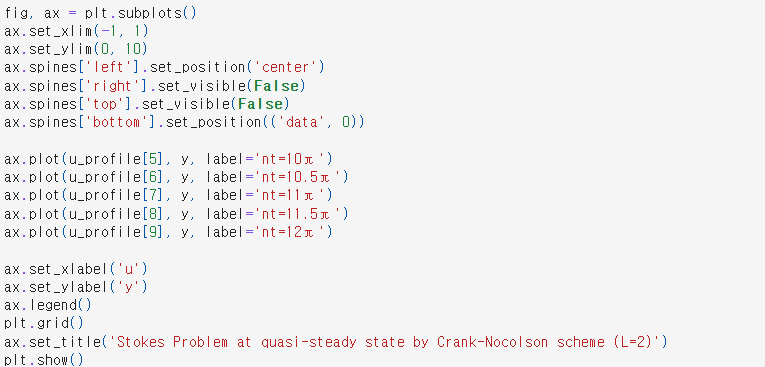 fig, ax = plt.subplots()
ax.set_xlim(-1, 1)
ax.set_ylim(0, 10)
ax.spines['left'].set_position('center')
ax.spines['right'].set_visible(False)
ax.spines['top'].set_visible(False)
ax.spines['bottom'].set_position(('data', 0))
ax.plot(u_profile[5], y, label='nt=10π')
ax.plot(u_profile[6], y, label='nt=10.5π')
ax.plot(u_profile[7], y, label='nt=11π')
ax.plot(u_profile[8], y, label='nt=11.5π')
ax.plot(u_profile[9], y, label='nt=12π')
ax.set_xlabel('u')
ax.set_ylabel('y')
ax.legend()
plt.grid()
ax.set_title('Stokes Problem at quasi-steady state by Crank-Nocolson scheme (L=2)')
plt.show()